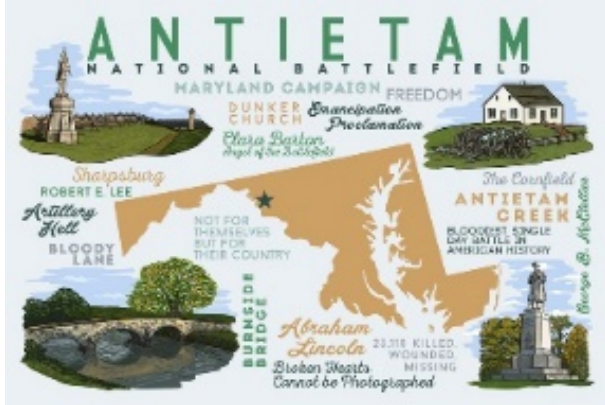 ANTIETAM
NATIONAL BATTLEFIELD
MARYLAND CAMPAIGN
FREEDOM
DUNKER
CHURCH
Emancipation
Proclamation
Clara Barton
Angel of the Battlefield
Sharpsburg
ROBERT E. LEE
Artillery
Hell
BLOODY
LANE
NOT FOR
THEMSELVES
BUT FOR
THEIR COUNTRY
The Cornfield
ANTIETAM
CREEK
BLOODIEST SINGLE
DAY BATTLE IN
AMERICAN HISTORY
George B. McClellan
BURNSIDE
BRIDGE
Abraham
Lincoln
KILLED,
WOUNDED,
MISSING
Broken Hearts
Cannot be Photographed